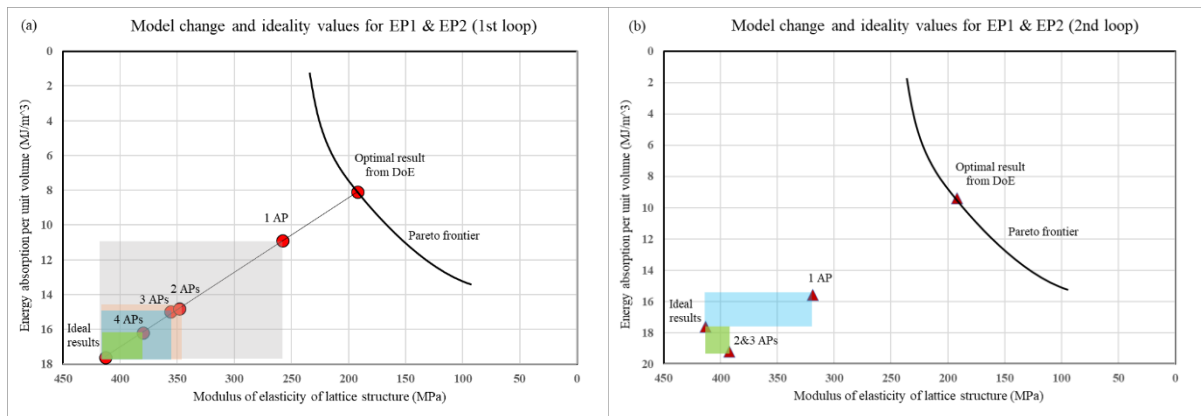 (a)
Model change and ideality values for EP1 & EP2 (1st loop)
Energy absorption per unit volume (MJ/m^3)
0
2
4
6
8
10
12
14
16
18
Optimal result
from DoE
1 AP
Pareto frontier
2 APs
3 APs
4 APs
Ideal
results
450
400
350
300
250
200
150
100
50
0
Modulus of elasticity of lattice structure (MPa)
(b)
Model change and ideality values for EP1 & EP2 (2nd loop)
Energy absorption per unit volume (MJ/m^3)
0
2
4
6
8
10
12
14
16
18
20
Optimal result
from DoE
Pareto frontier
1 AP
Ideal
results
2&3 APs
450
400
350
300
250
200
150
100
50
0
Modulus of elasticity of lattice structure (MPa)